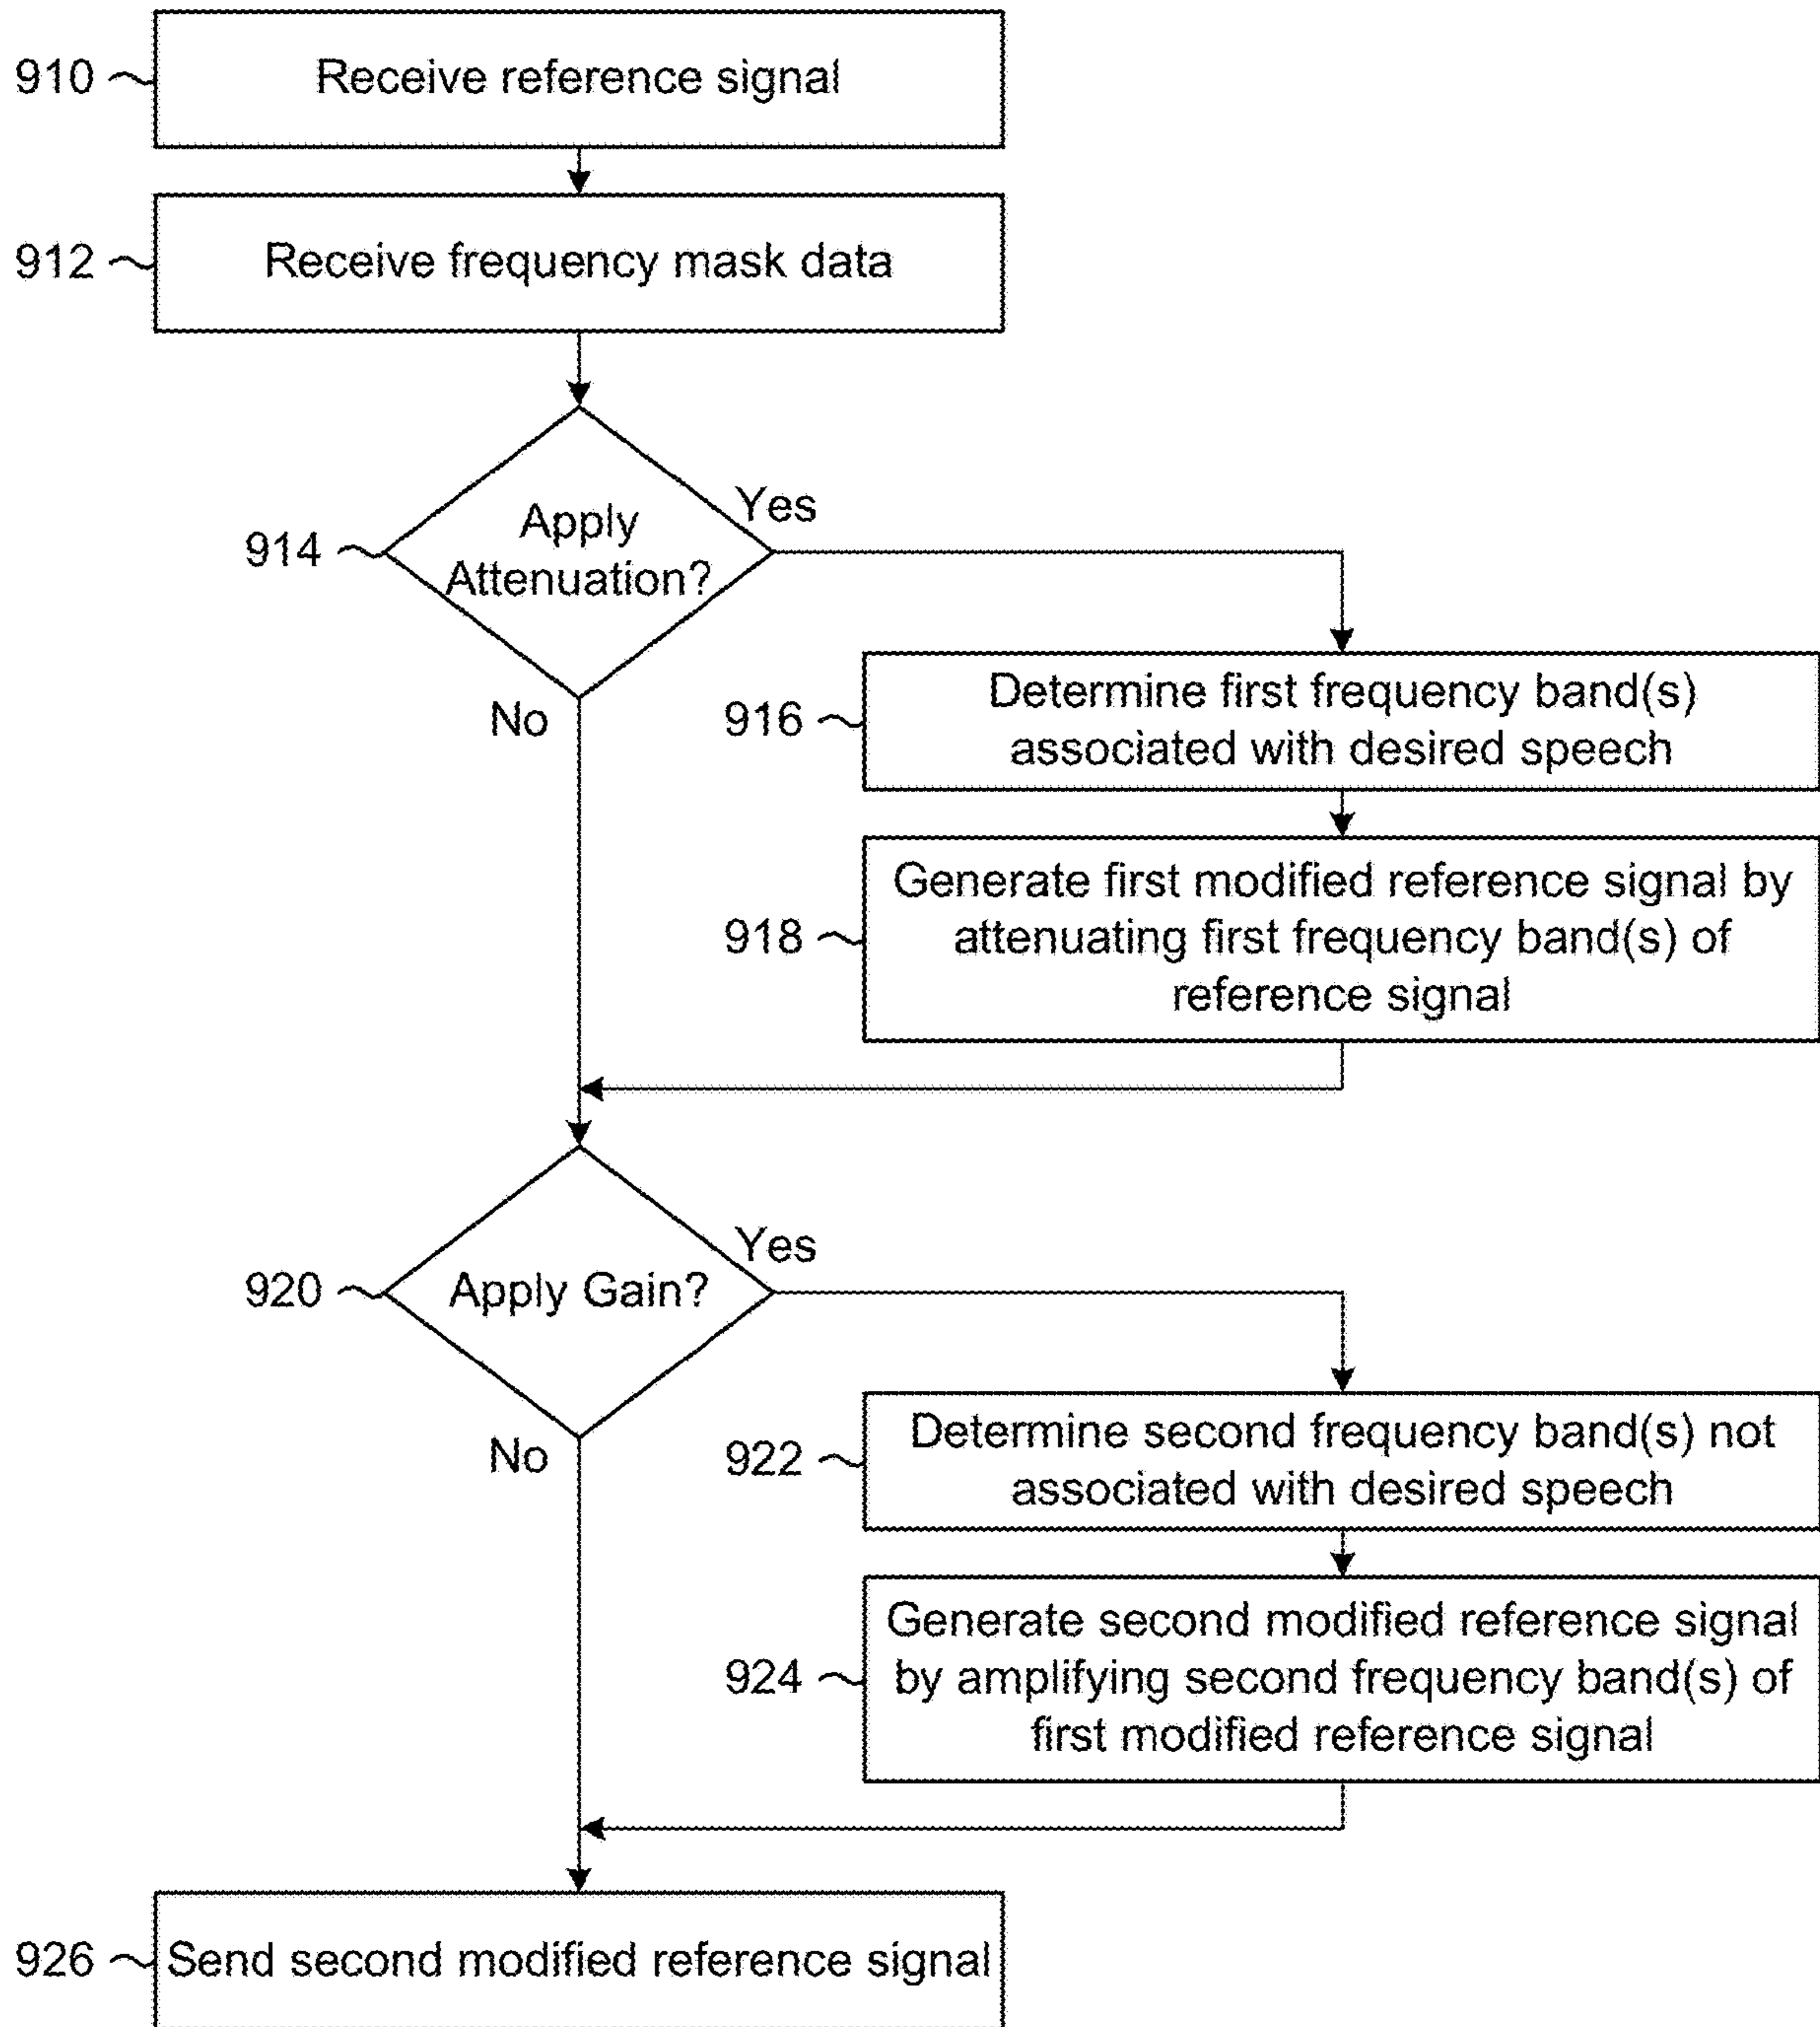 910
Receive reference signal
912
Receive frequency mask data
914
Apply
Attenuation?
Yes
No
916
Determine first frequency band(s)
associated with desired speech
918
Generate first modified reference signal by
attenuating first frequency band(s) of
reference signal
920
Apply Gain?
Yes
No
922
Determine second frequency band(s) not
associated with desired speech
924
Generate second modified reference signal
by amplifying second frequency band(s) of
first modified reference signal
926
Send second modified reference signal